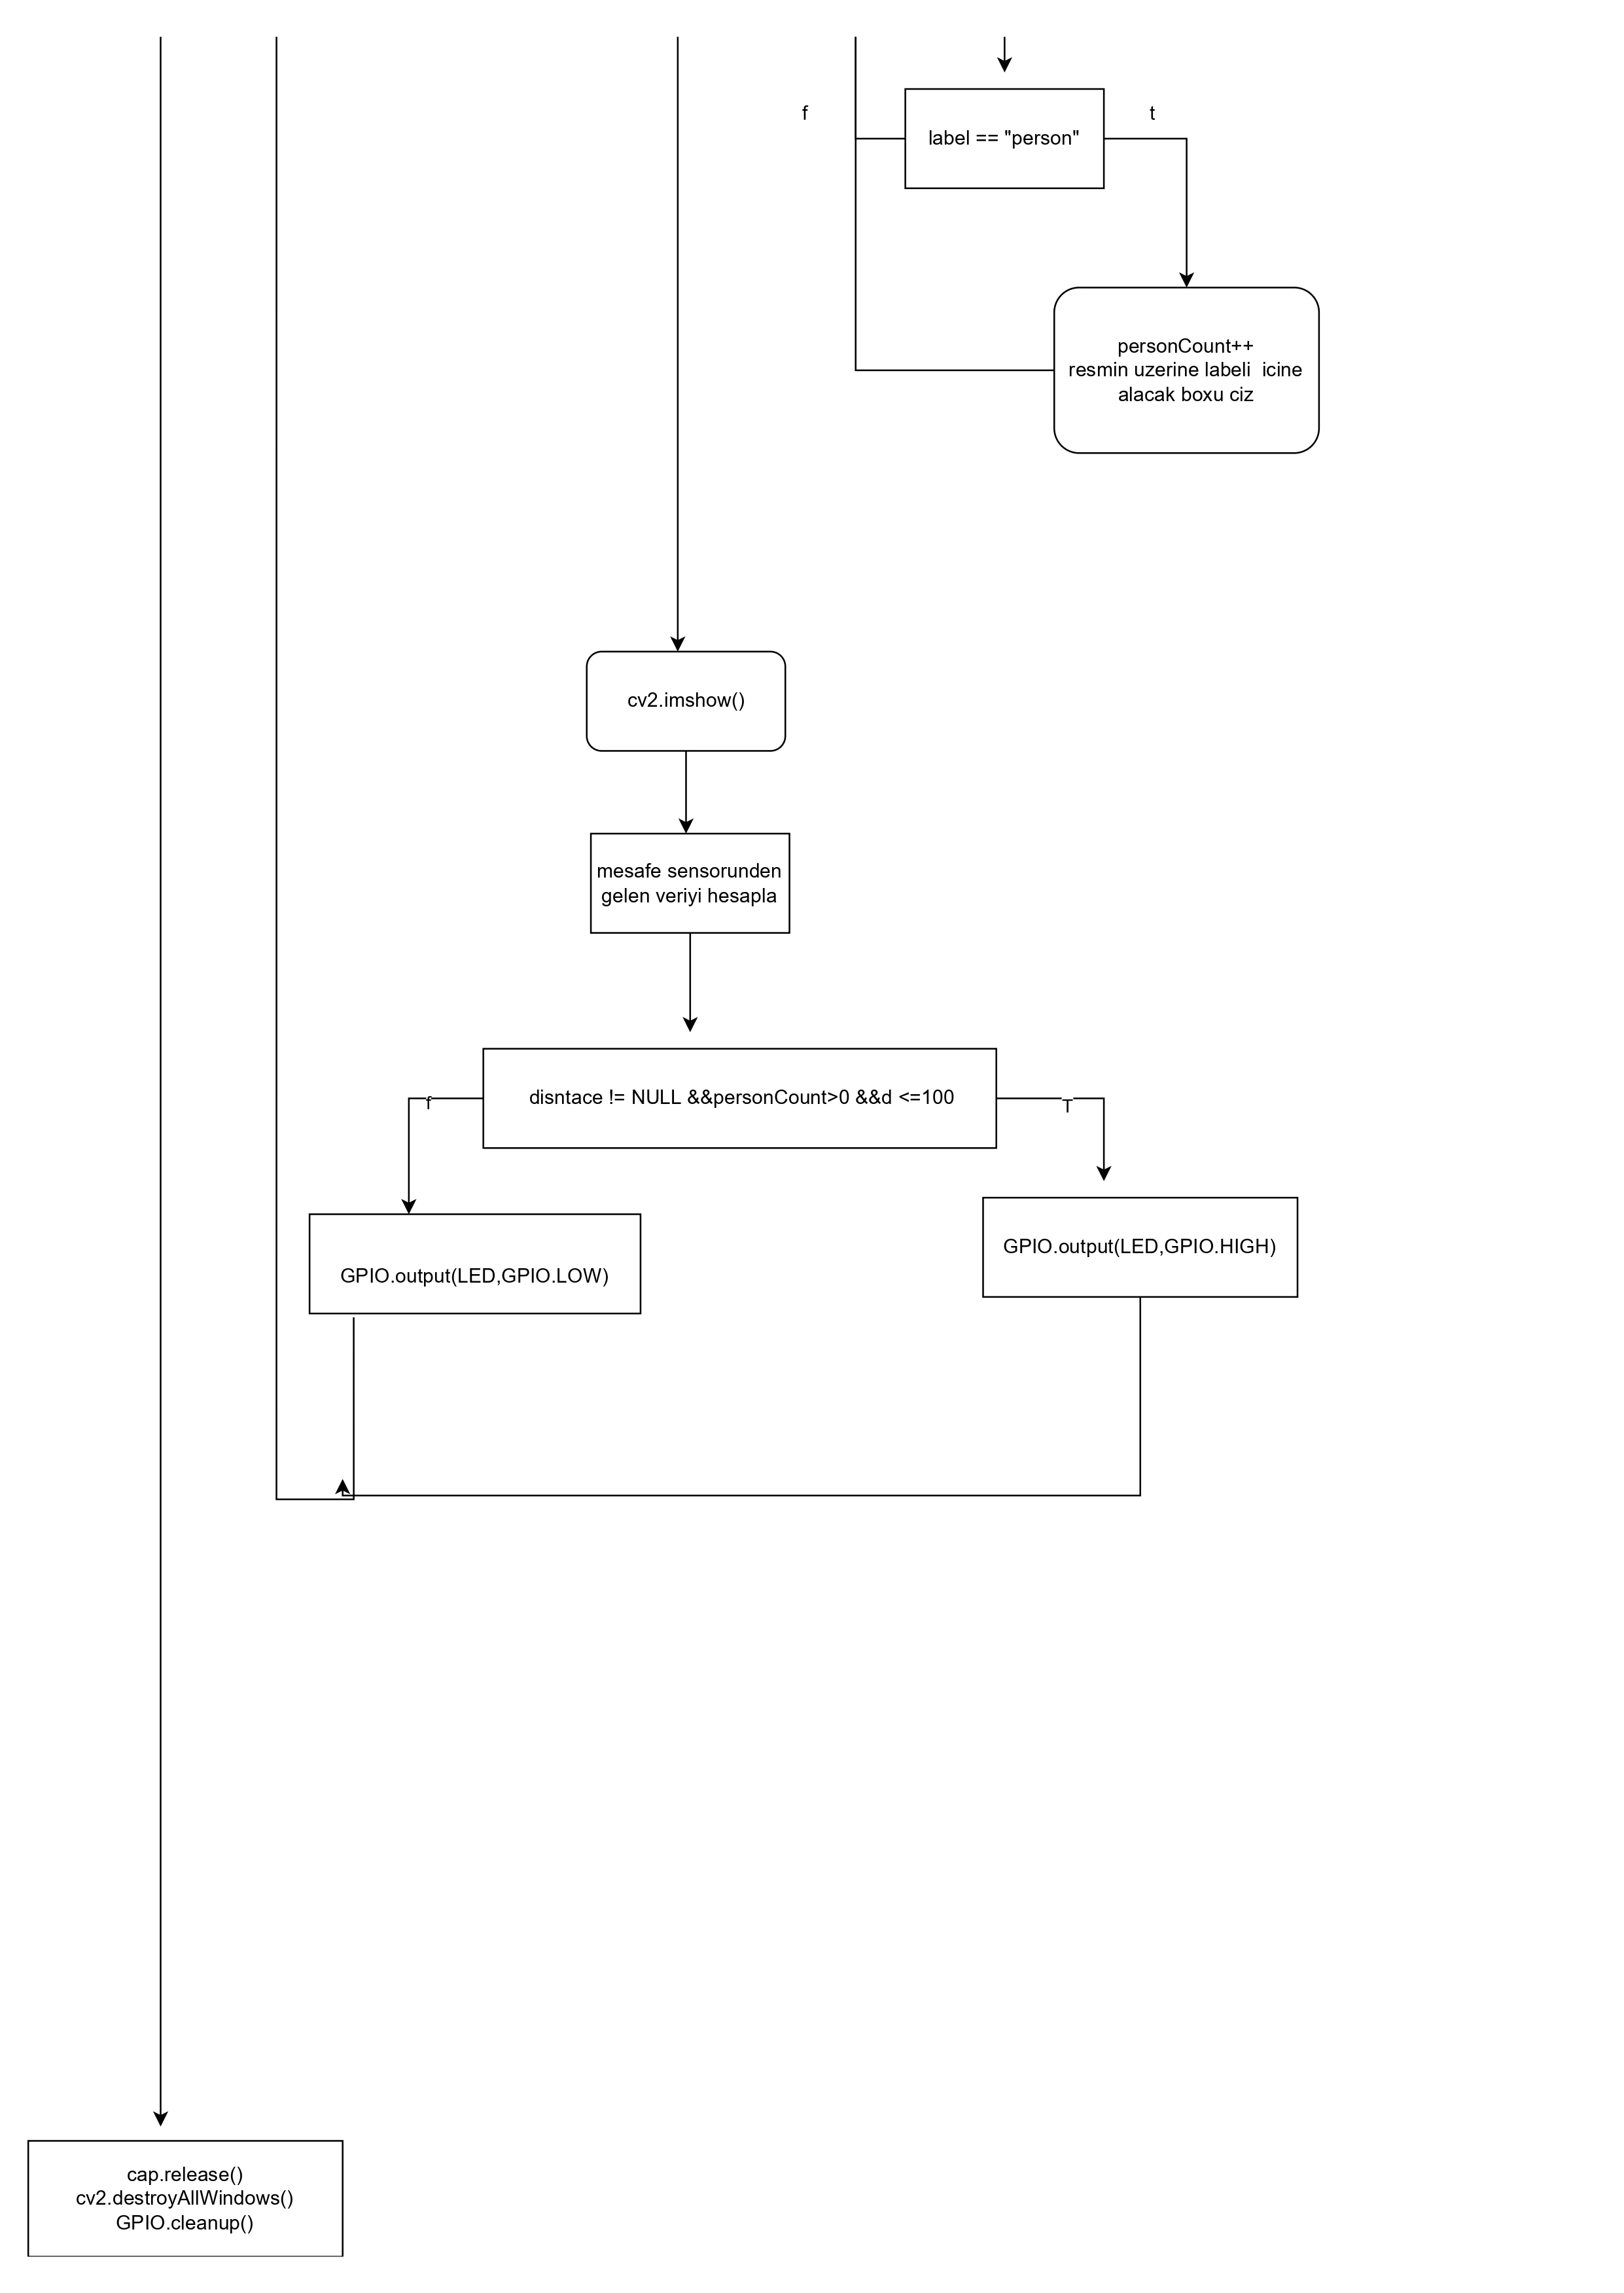 f
t
label == "person"
personCount++
resmin uzerine labeli  icine
alacak boxu ciz
cv2.imshow()
mesafe sensorunden
gelen veriyi hesapla
disntace != NULL &&personCount>0 &&d <=100
f
T
GPIO.output(LED,GPIO.HIGH)
GPIO.output(LED,GPIO.LOW)
cap.release()
cv2.destroyAllWindows()
GPIO.cleanup()